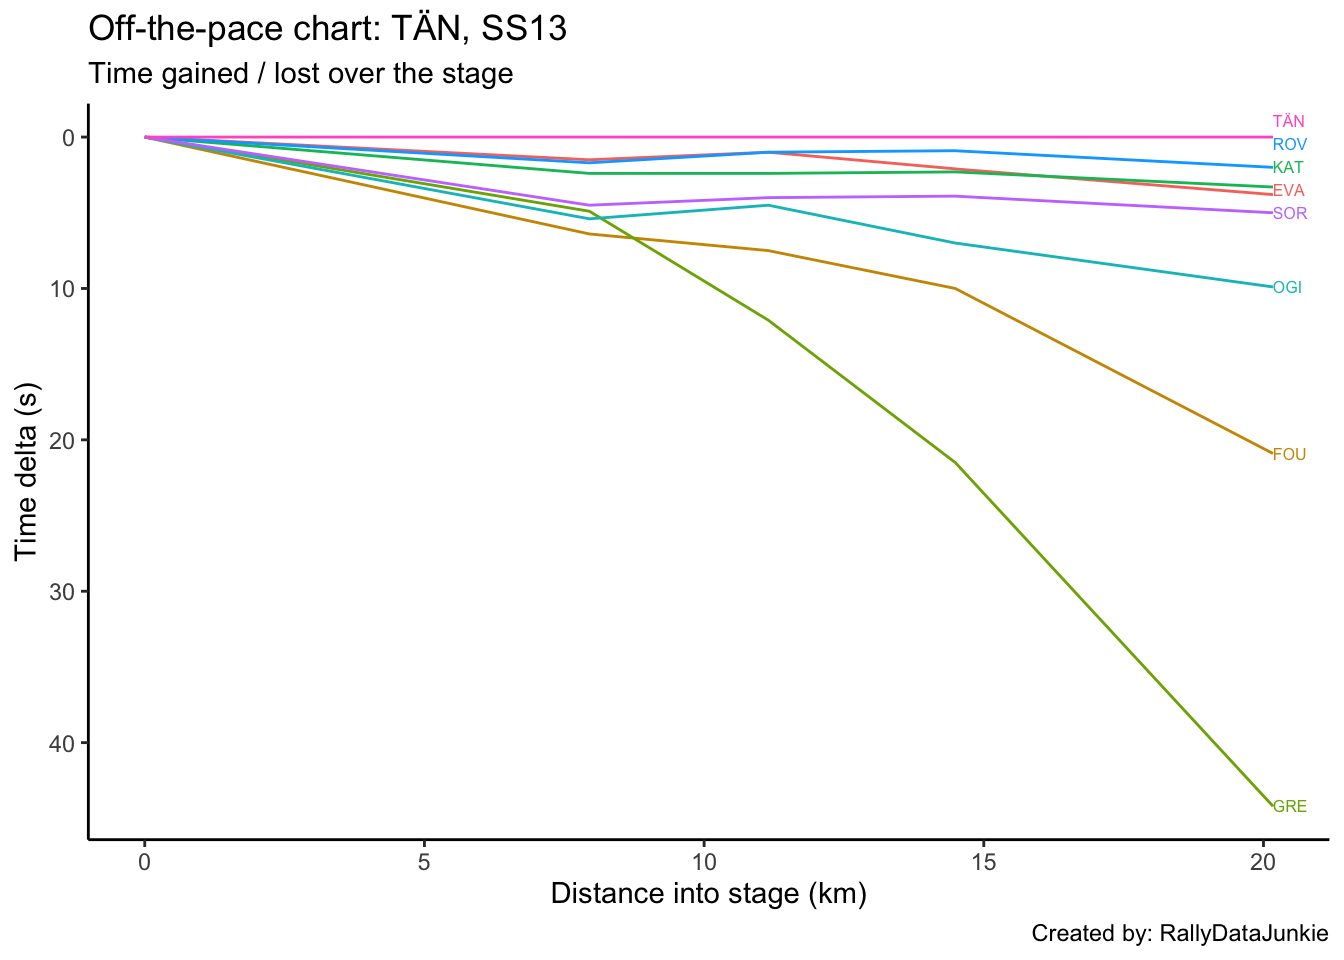 Off-the-pace chart: TÄN, SS13
Time gained / lost over the stage
Time delta (s)
0
10
20
30
40
TÄN
ROV
KAT
EVA
SOR
OGI
FOU
GRE
0 5 10 15 20
Distance into stage (km)
Created by: RallyDataJunkie